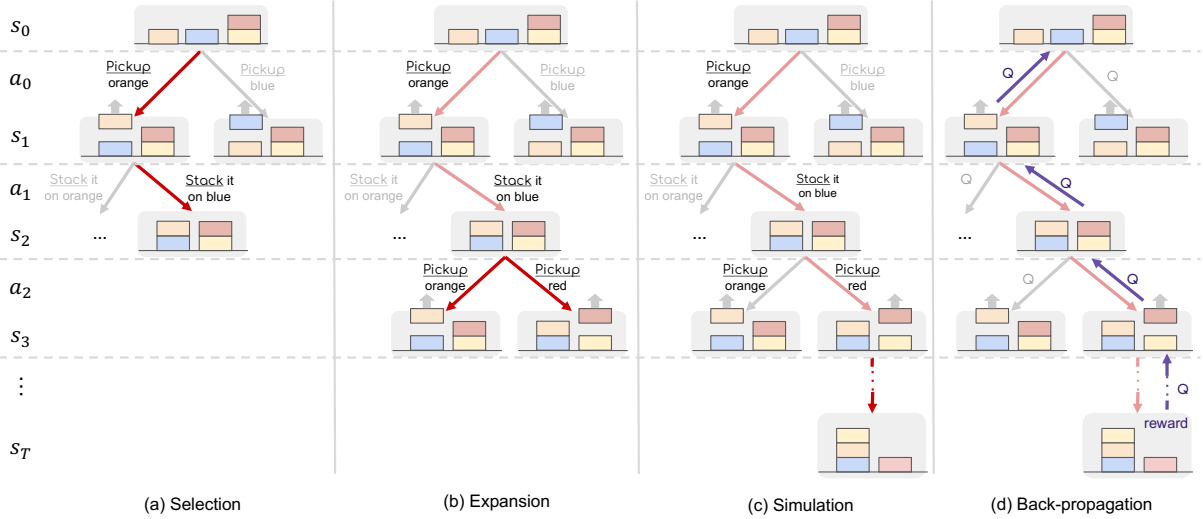 s₀
a₀
s₁
a₁
s₂
a₂
s₃
⋮
s_T
Pickup
orange
Pickup
blue
Stack it
on orange
Stack it
on blue
...
(a) Selection
Pickup
orange
Pickup
blue
Stack it
on orange
Stack it
on blue
...
Pickup
orange
Pickup
red
(b) Expansion
Pickup
orange
Pickup
blue
Stack it
on orange
Stack it
on blue
...
Pickup
orange
Pickup
red
(c) Simulation
Q
Q
Q
Q
...
Q
Q
Q
reward
(d) Back-propagation